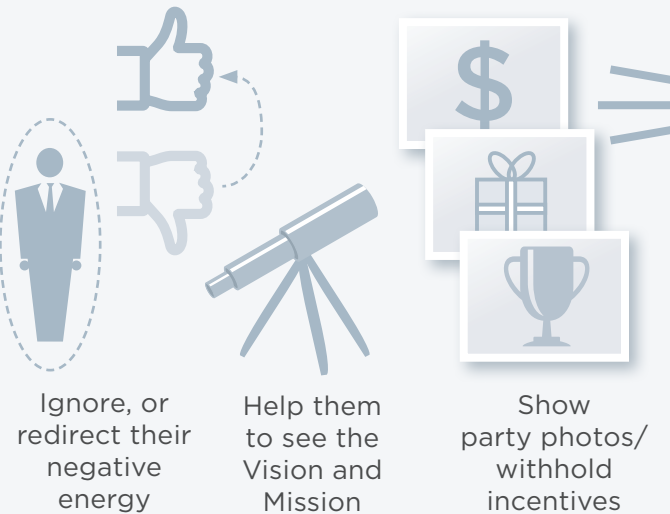 Ignore, or
redirect their
negative
energy
Help them
to see the
Vision and
Mission
Show
party photos/
withhold
incentives
$